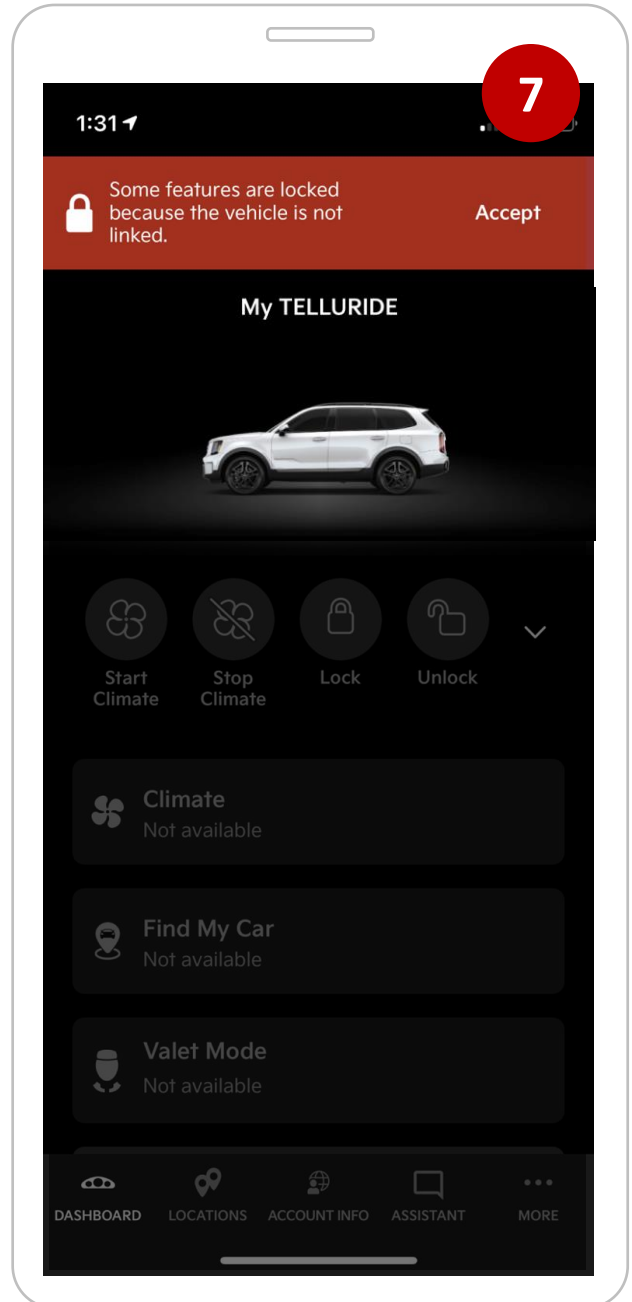 7
1:31
Some features are locked
because the vehicle is not
linked.
Accept
My TELLURIDE
Start
Climate
Stop
Climate
Lock
Unlock
Climate
Not available
Find My Car
Not available
Valet Mode
Not available
DASHBOARD
LOCATIONS
ACCOUNT INFO
ASSISTANT
MORE